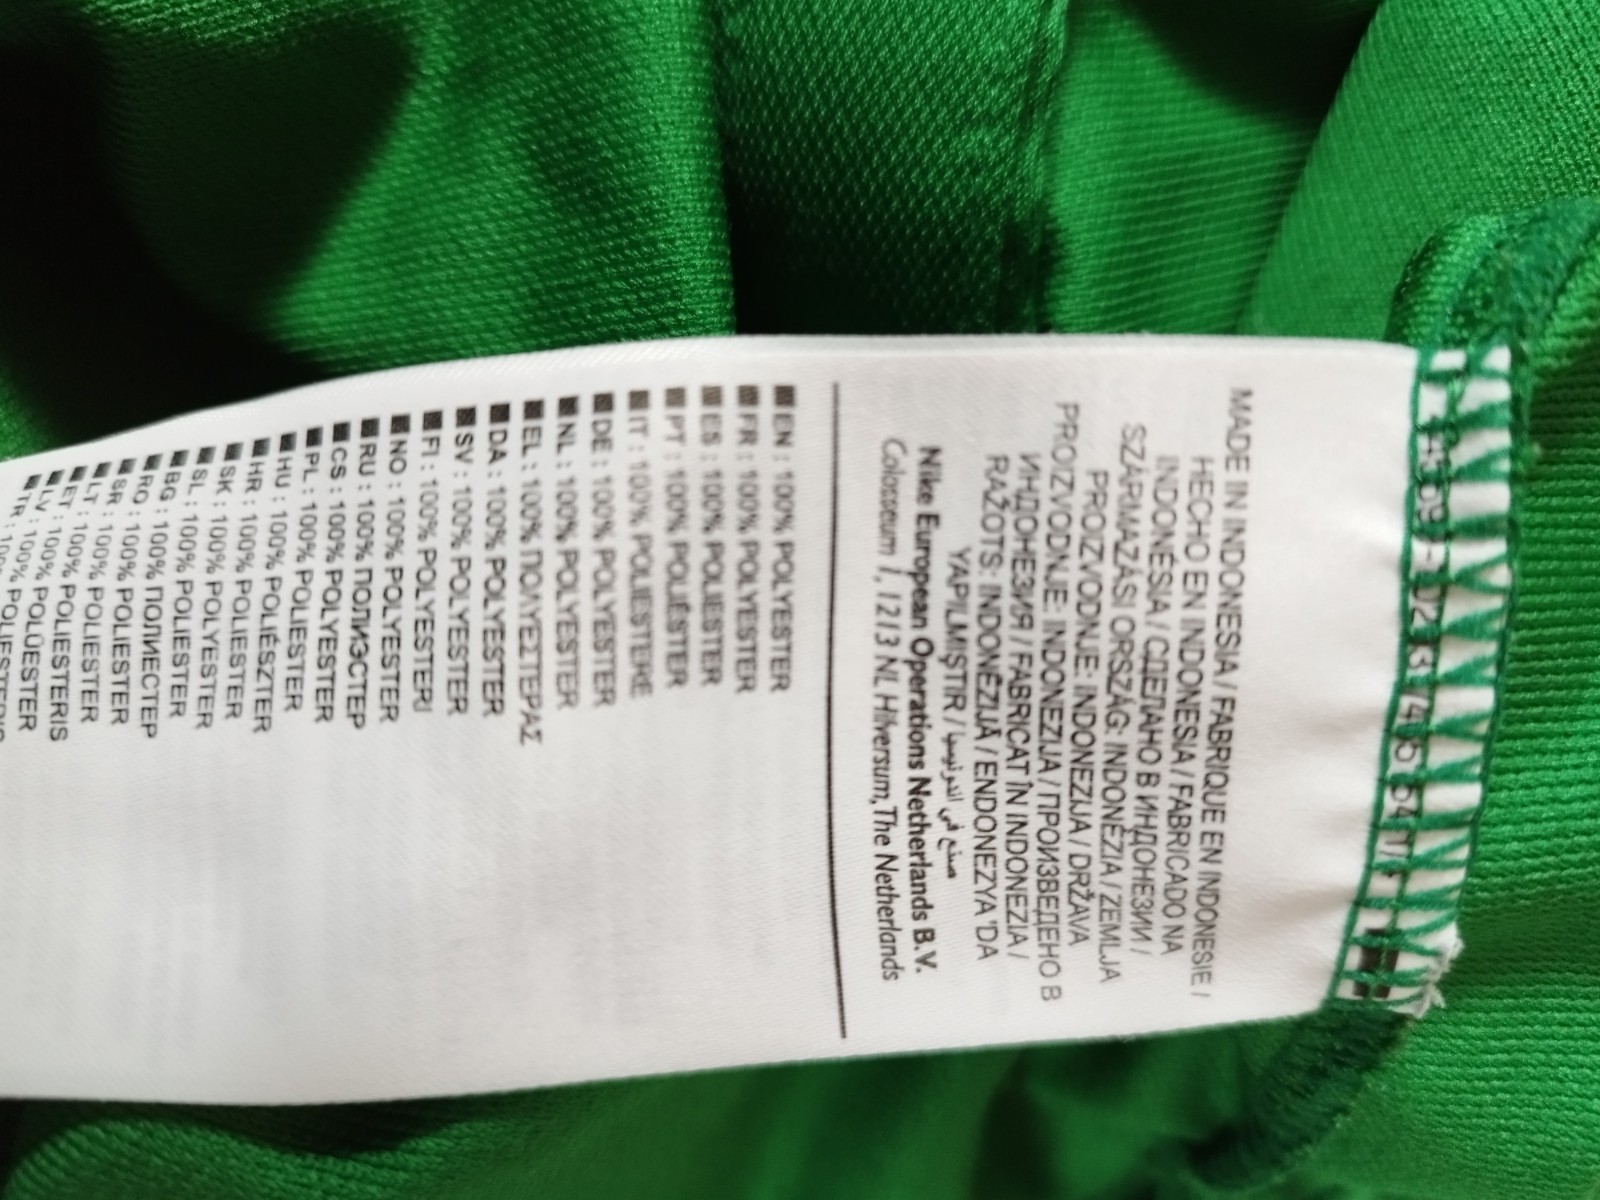 MADE IN INDONESIA / FABRIQUE EN INDONESIE /
HECHO EN INDONESIA / FABRICADO NA
INDONÉSIA / СДЕЛАНО В ИНДОНЕЗИИ /
SZÁRMAZÁSI ORSZÁG: INDONÉZIA / ZEMLJA
PROIZVODNJE: INDONEZIJA / DRŽAVA
PROIZVODNJE: INDONEZIJA / ПРОИЗВЕДЕНО В
ИНДОНЕЗИЯ / FABRICAT ÎN INDONEZIA /
RAŽOTS: INDONĒZIJĀ / ENDONEZYA 'DA
YAPILMIŞTIR / صنع في اندونيسيا
Nike European Operations Netherlands B.V.
Colosseum 1, 1213 NL Hilversum, The Netherlands
EN : 100% POLYESTER
FR : 100% POLYESTER
ES : 100% POLIESTER
PT : 100% POLIÉSTER
IT : 100% POLIESTERE
DE : 100% POLYESTER
NL : 100% POLYESTER
EL : 100% ΠΟΛΥΕΣΤΕΡΑΣ
DA : 100% POLYESTER
SV : 100% POLYESTER
FI : 100% POLYESTERI
NO : 100% POLYESTER
RU : 100% ПОЛИЭСТЕР
CS : 100% POLYESTER
PL : 100% POLIESTER
HU : 100% POLIÉSZTER
HR : 100% POLIESTER
SK : 100% POLYESTER
SL : 100% POLIESTER
BG : 100% ПОЛИЕСТЕР
RO : 100% POLIESTER
SR : 100% POLIESTER
LT : 100% POLIESTERIS
ET : 100% POLÜESTER
LV : 100% POLIESTERIS
TR : 100%